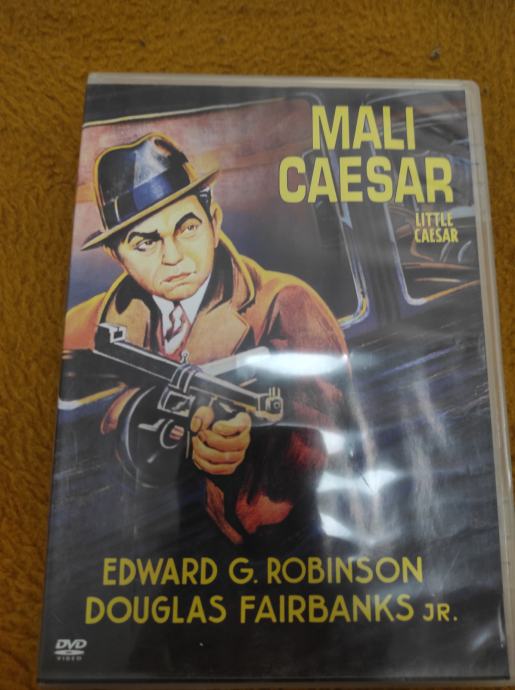 MALI
CAESAR
LITTLE
CAESAR
EDWARD G. ROBINSON
DOUGLAS FAIRBANKS JR.
DVD
VIDEO